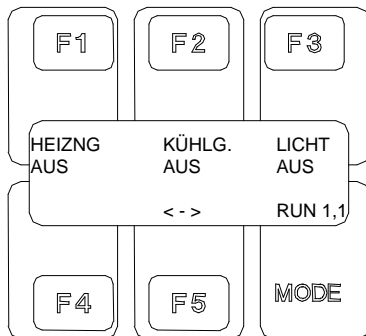 F1 F2 F3
HEIZNG KÜHLG. LICHT
AUS AUS AUS
< - > RUN 1,1
F4 F5 MODE